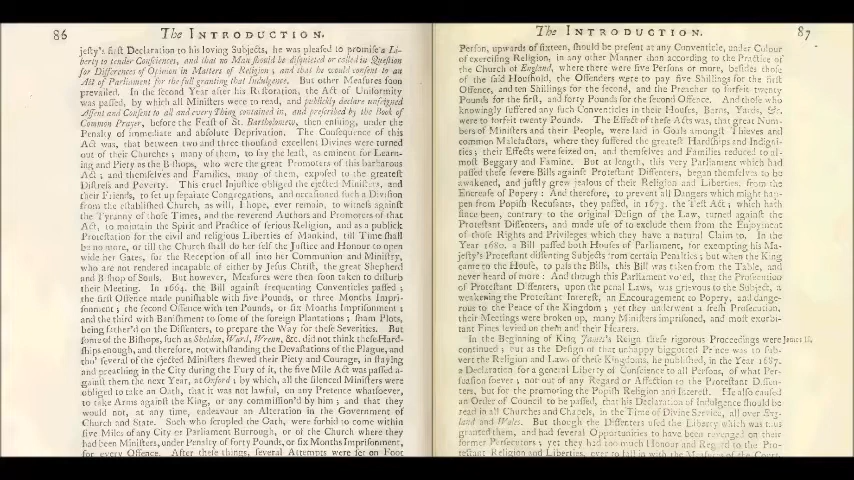 86
The INTRODUCTION.
jesty's first Declaration to his loving Subjects, he was pleased to promise a Li-
berty to tender Consciences, and that no Man should be disquieted or called in Question
for Differences of Opinion in Matters of Religion; and that he would consent to an
Act of Parliament for the full granting that Indulgence. But other Measures soon
prevailed. In the second Year after his Restoration, the Act of Uniformity
was passed, by which all Ministers were to read, and publickly declare unfeigned
Assent and Consent to all and every Thing contained in, and prescribed by the Book of
Common Prayer, before the Feast of St. Bartholomew, then ensuing, under the
Penalty of immediate and absolute Deprivation. The Consequence of this
Act was, that between two and three thousand excellent Divines were turned
out of their Churches; many of them, to say the least, as eminent for Learn-
ing and Piety as the Bishops, who were the great Promoters of this barbarous
Act; and themselves and Families, many of them, exposed to the greatest
Distress and Poverty. This cruel Injustice obliged the ejected Ministers, and
their Friends, to set up separate Congregations, and occasioned such a Division
from the established Church, as will, I hope, ever remain, to witness against
the Tyranny of those Times, and the reverend Authors and Promoters of that
Act, to maintain the Spirit and Practice of serious Religion, and as a publick
Protestation for the civil and religious Liberties of Mankind, till Time shall
be no more, or till the Church shall do her self the Justice and Honour to open
wide her Gates, for the Reception of all into her Communion and Ministry,
who are not rendered incapable of either by Jesus Christ, the great Shepherd
and Bishop of Souls. But however, Measures were then soon taken to disturb
their Meeting. In 1664. the Bill against frequenting Conventicles passed;
the first Offence made punishable with five Pounds, or three Months Impri-
sonment; the second Offence with ten Pounds, or six Months Imprisonment;
and the third with Banishment to some of the foreign Plantations; sham Plots,
being father'd on the Dissenters, to prepare the Way for these Severities. But
some of the Bishops, such as Sheldon, Ward, Wrenn, &c. did not think these Hard-
ships enough, and therefore, notwithstanding the Devastations of the Plague, and
tho' several of the ejected Ministers shewed their Piety and Courage, in staying
and preaching in the City during the Fury of it, the five Mile Act was passed a-
gainst them the next Year, at Oxford; by which, all the silenced Ministers were
obliged to take an Oath, that it was not lawful, on any Pretence whatsoever,
to take Arms against the King, or any commission'd by him; and that they
would not, at any time, endeavour an Alteration in the Government of
Church and State. Such who scrupled the Oath, were forbid to come within
five Miles of any City or Parliament Burrough, or of the Church where they
had been Ministers, under Penalty of forty Pounds, or six Months Imprisonment,
for every Offence. After these things, several Attempts were set on Foot
The INTRODUCTION.
87
Person, upwards of sixteen, should be present at any Conventicle, under Colour
of exercising Religion, in any other Manner than according to the Practice of
the Church of England, where there were five Persons or more, besides those
of the said Houshold, the Offenders were to pay five Shillings for the first
Offence, and ten Shillings for the second, and the Preacher to forfeit twenty
Pounds for the first, and forty Pounds for the second Offence. And those who
knowingly suffered any such Conventicles in their Houses, Barns, Yards, &c.
were to forfeit twenty Pounds. The Effect of these Acts was, that great Num-
bers of Ministers and their People, were laid in Goals amongst Thieves and
common Malefactors, where they suffered the greatest Hardships and Indigni-
ties; their Effects were seized on, and themselves and Families reduced to al-
most Beggary and Famine. But at length, this very Parliament which had
passed these severe Bills against Protestant Dissenters, began themselves to be
awakened, and justly grew jealous of their Religion and Liberties, from the
Encrease of Popery: And therefore, to prevent all Dangers which might hap-
pen from Popish Recusants, they passed, in 1673. the Test Act; which hath
since been, contrary to the original Design of the Law, turned against the
Protestant Dissenters, and made use of to exclude them from the Enjoyment
of those Rights and Privileges which they have a natural Claim to. In the
Year 1680. a Bill passed both Houses of Parliament, for exempting his Ma-
jesty's Protestant dissenting Subjects from certain Penalties; but when the King
came to the House, to pass the Bills, this Bill was taken from the Table, and
never heard of more: And though this Parliament voted, that the Prosecution
of Protestant Dissenters, upon the penal Laws, was grievous to the Subject, a
weakening the Protestant Interest, an Encouragement to Popery, and dange-
rous to the Peace of the Kingdom; yet they underwent a fresh Prosecution,
their Meetings were broken up, many Ministers imprisoned, and most exorbi-
tant Fines levied on them and their Hearers.
In the Beginning of King James's Reign these rigorous Proceedings were James II.
continued; but as the Design of that unhappy bigotted Prince was to sub-
vert the Religion and Laws of these Kingdoms, he published, in the Year 1687.
a Declaration for a general Liberty of Conscience to all Persons, of what Per-
suasion soever, not out of any Regard or Affection to the Protestant Dissen-
ters, but for the promoting the Popish Religion and Interest. He also caused
an Order of Council to be passed, that his Declaration of Indulgence should be
read in all Churches and Chapels, in the Time of Divine Service, all over Eng-
land and Wales. But though the Dissenters used the Liberty which was thus
granted them, and had several Opportunities to have been revenged on their
former Persecutors; yet they had too much Honour and Regard to the Pro-
testant Religion and Liberties, ever to fall in with the Measures of the Court